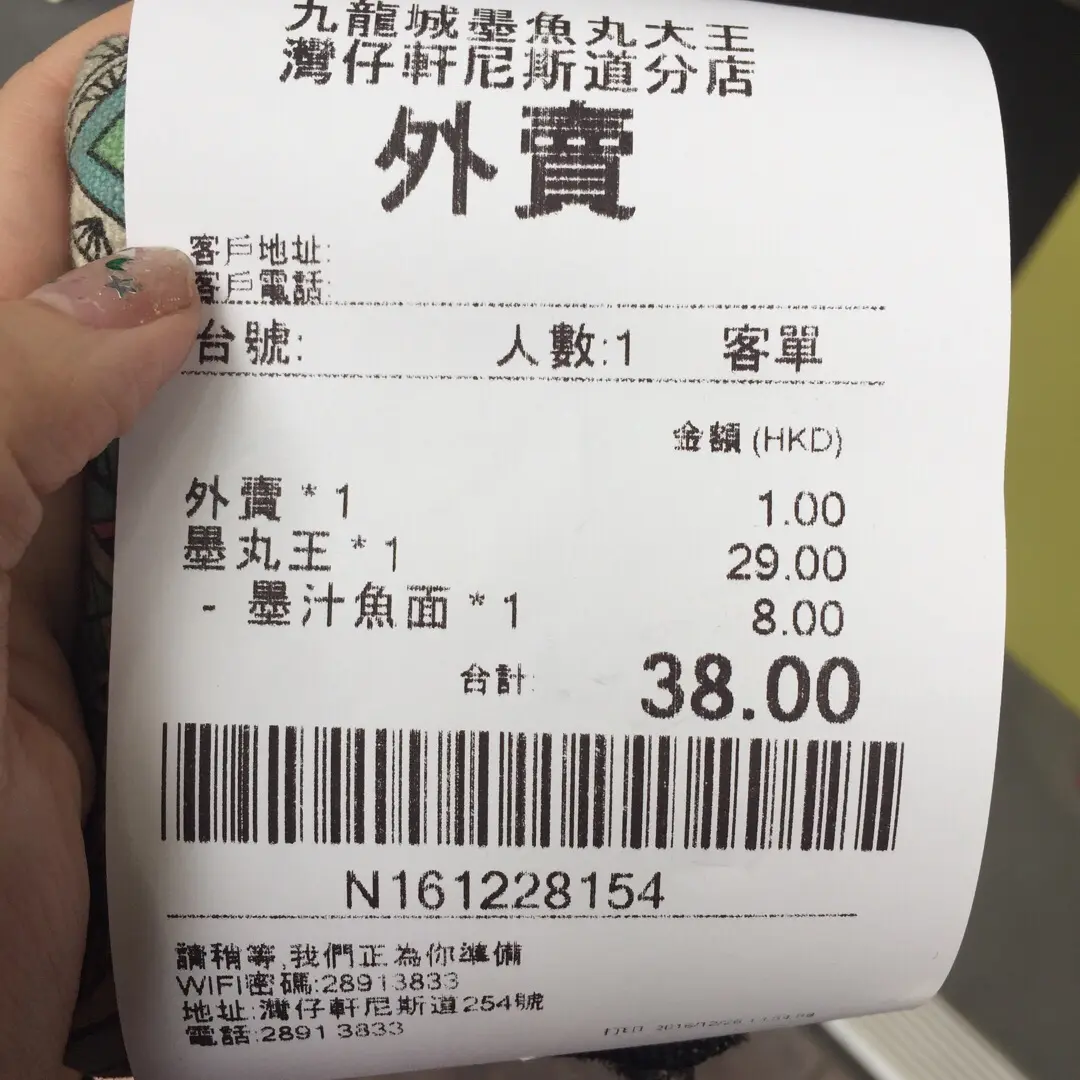 九龍城墨魚丸大王
灣仔軒尼斯道分店
外賣
客戶地址:
客戶電話:
台號: 人數:1 客單
金額 (HKD)
外賣 * 1 1.00
墨丸王 * 1 29.00
- 墨汁魚面 * 1 8.00
合計: 38.00
N161228154
請稍等,我們正為你準備
WIFI密碼:28913833
地址:灣仔軒尼斯道254號
電話:2891 3833